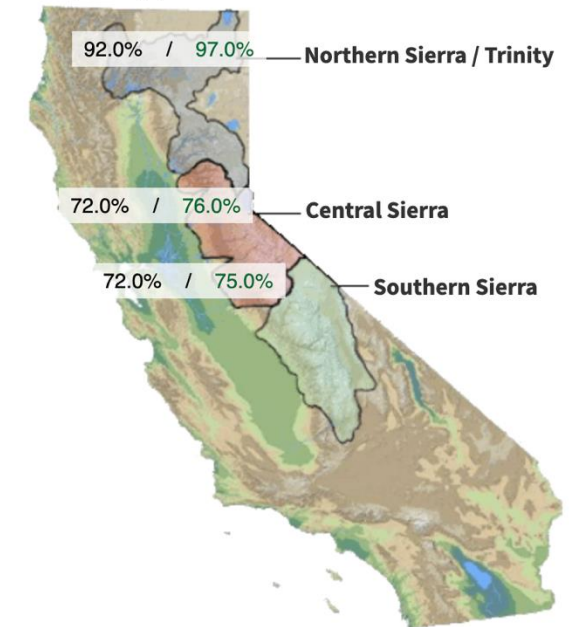 92.0% / 97.0%
Northern Sierra / Trinity
72.0% / 76.0%
Central Sierra
72.0% / 75.0%
Southern Sierra